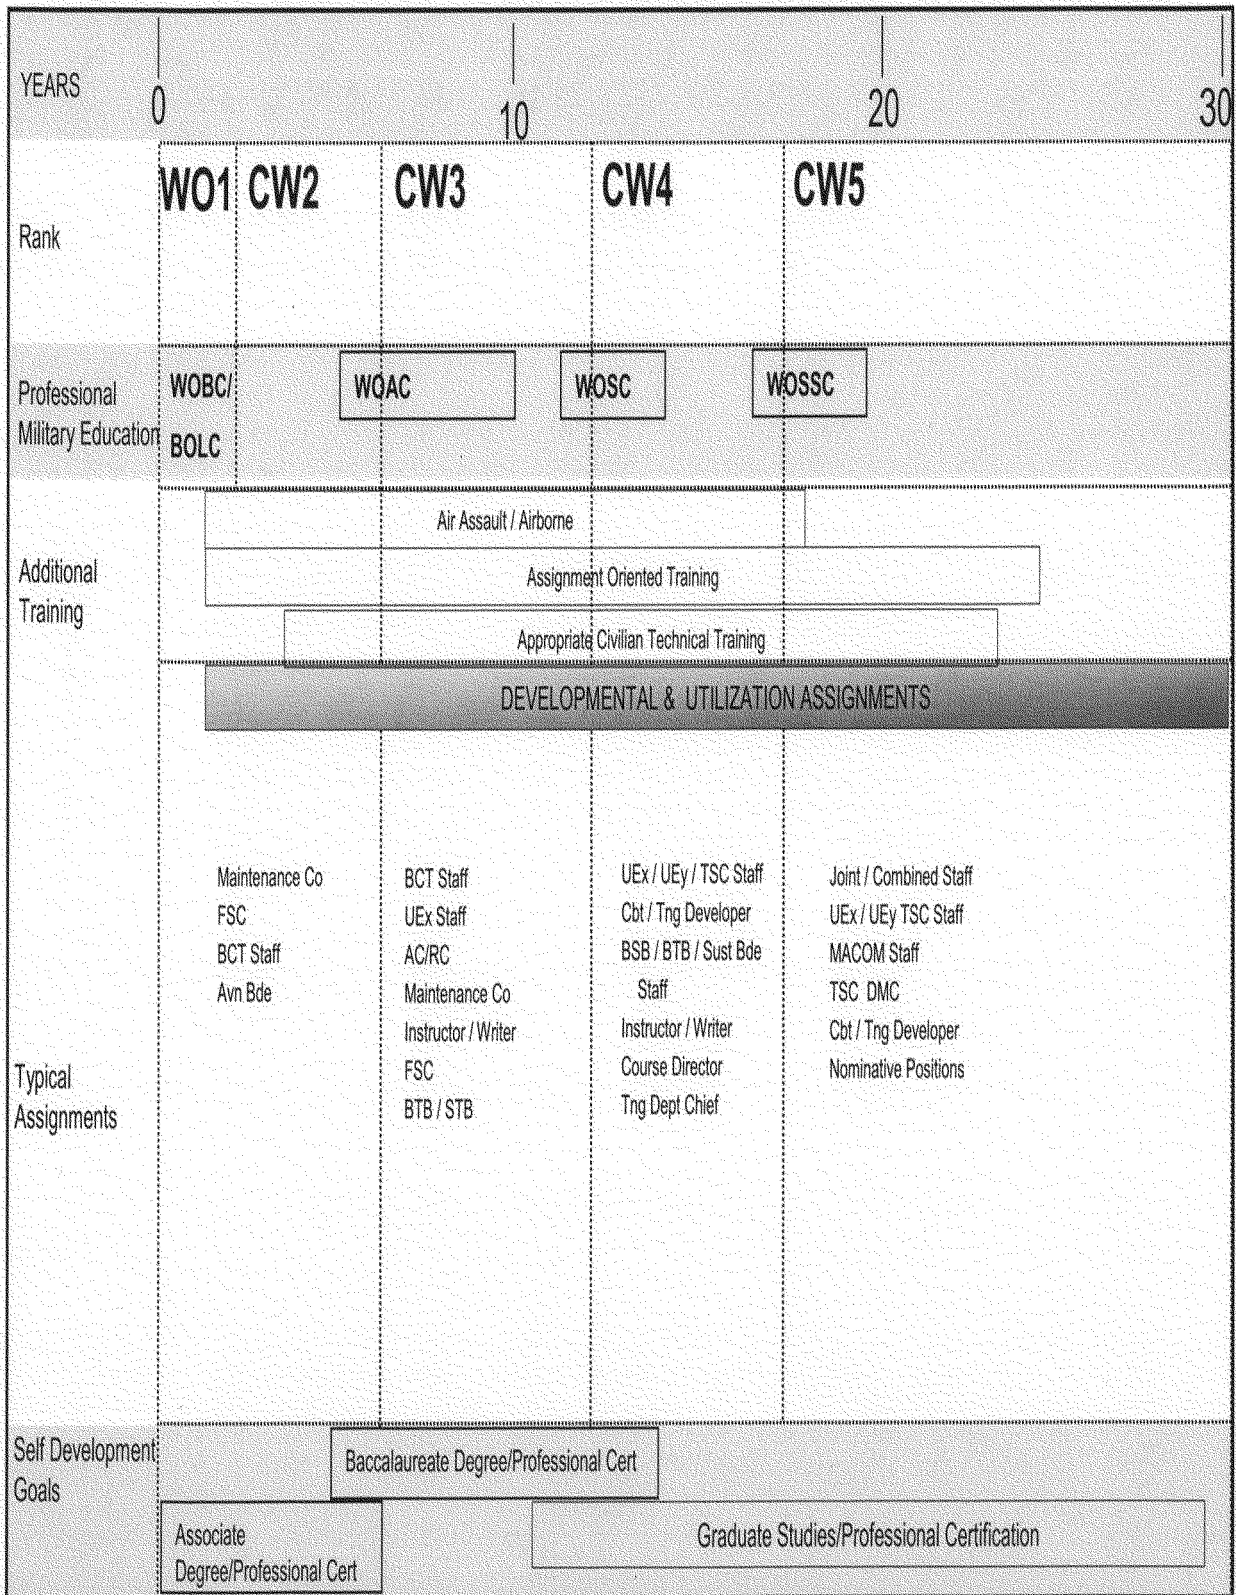 YEARS
0
10
20
30
Rank
WO1
CW2
CW3
CW4
CW5
Professional
Military Education
WOBC/
BOLC
WOAC
WOSC
WOSSC
Additional
Training
Air Assault / Airborne
Assignment Oriented Training
Appropriate Civilian Technical Training
DEVELOPMENTAL & UTILIZATION ASSIGNMENTS
Typical
Assignments
Maintenance Co
FSC
BCT Staff
Avn Bde
BCT Staff
UEx Staff
AC/RC
Maintenance Co
Instructor / Writer
FSC
BTB / STB
UEx / UEy / TSC Staff
Cbt / Tng Developer
BSB / BTB / Sust Bde
Staff
Instructor / Writer
Course Director
Tng Dept Chief
Joint / Combined Staff
UEx / UEy TSC Staff
MACOM Staff
TSC DMC
Cbt / Tng Developer
Nominative Positions
Self Development
Goals
Baccalaureate Degree/Professional Cert
Associate
Degree/Professional Cert
Graduate Studies/Professional Certification